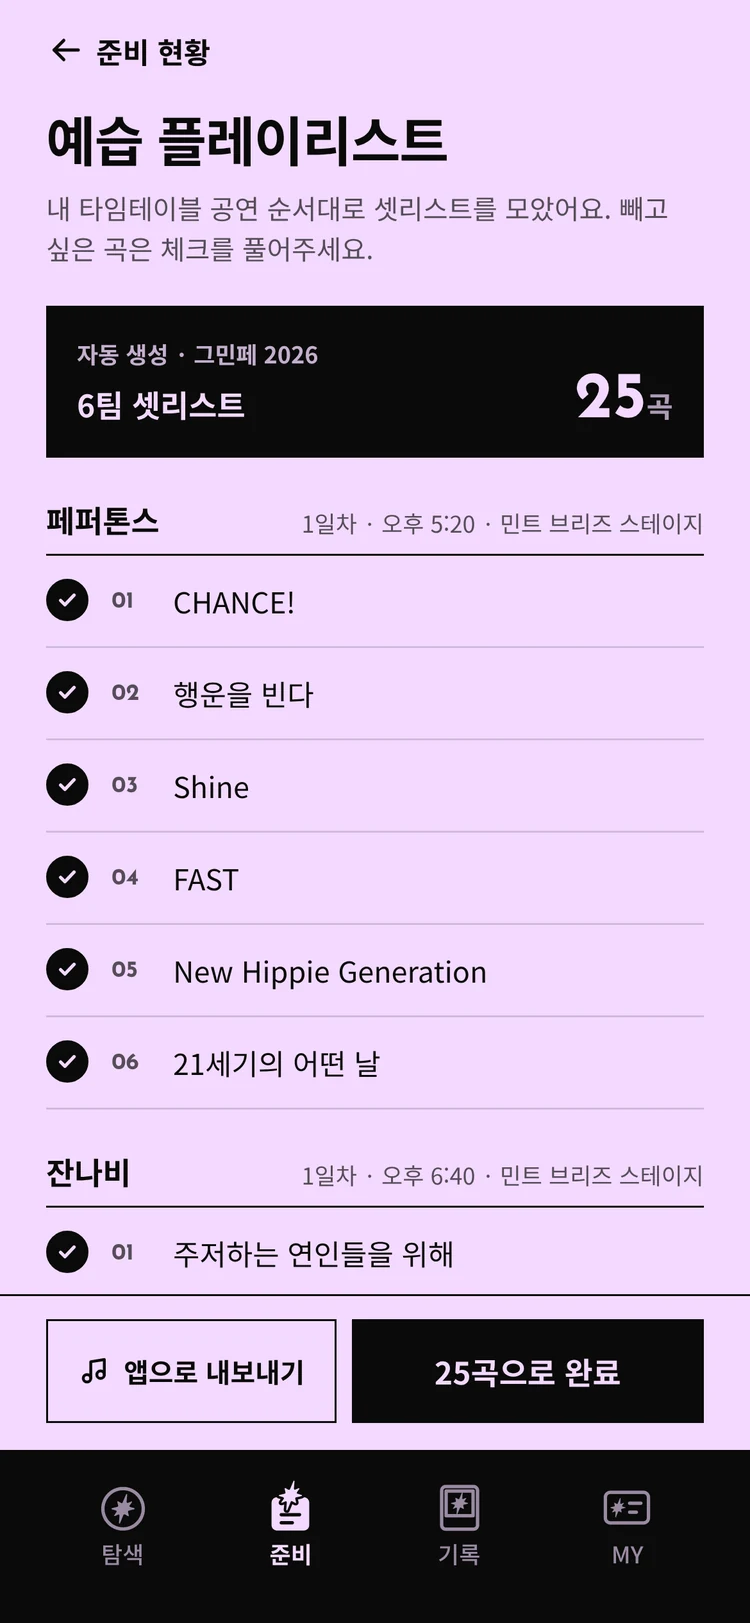 준비 현황
예습 플레이리스트
내 타임테이블 공연 순서대로 셋리스트를 모았어요. 빼고
싶은 곡은 체크를 풀어주세요.
자동 생성 · 그민페 2026
6팀 셋리스트
25곡
페퍼톤스 1일차 · 오후 5:20 · 민트 브리즈 스테이지
01 CHANCE!
02 행운을 빈다
03 Shine
04 FAST
05 New Hippie Generation
06 21세기의 어떤 날
잔나비 1일차 · 오후 6:40 · 민트 브리즈 스테이지
01 주저하는 연인들을 위해
앱으로 내보내기
25곡으로 완료
탐색 준비 기록 MY